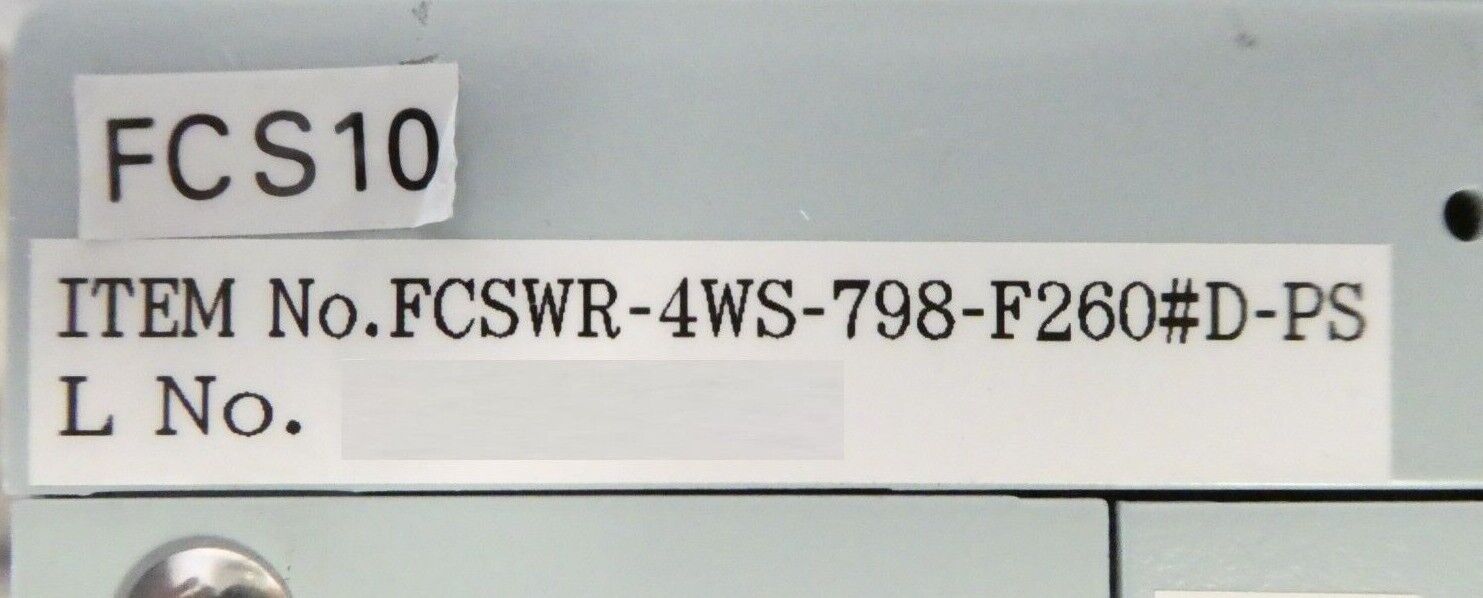 FCS10
ITEM No.FCSWR-4WS-798-F260#D-PS
L No.